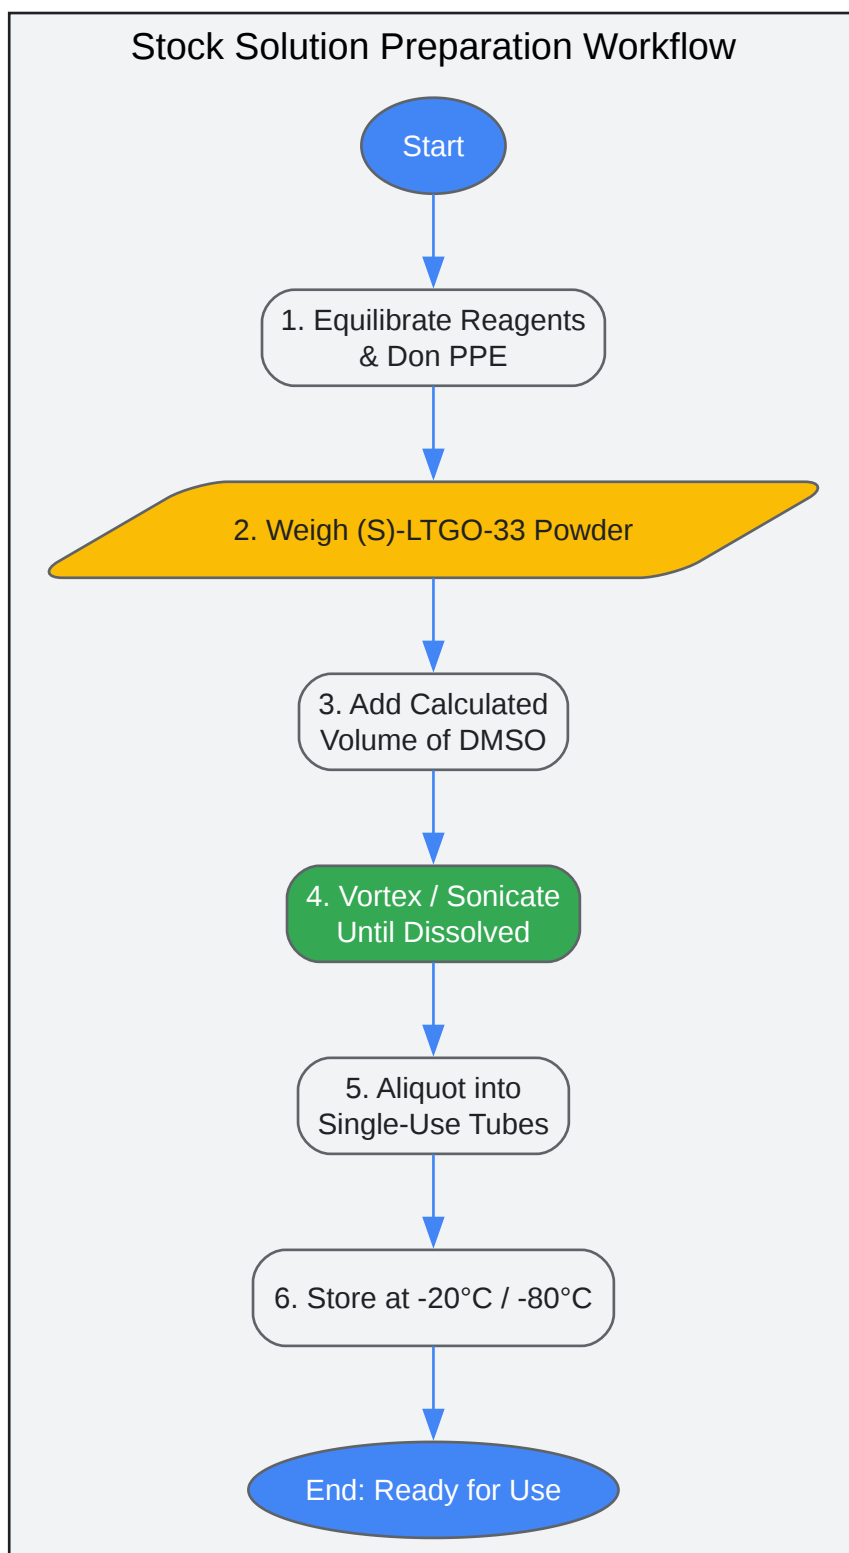 Stock Solution Preparation Workflow
Start
1. Equilibrate Reagents
& Don PPE
2. Weigh (S)-LTGO-33 Powder
3. Add Calculated
Volume of DMSO
4. Vortex / Sonicate
Until Dissolved
5. Aliquot into
Single-Use Tubes
6. Store at -20°C / -80°C
End: Ready for Use